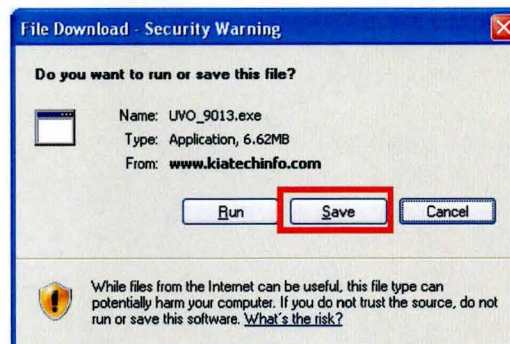 File Download - Security Warning
Do you want to run or save this file?
Name: UVO_9013.exe
Type: Application, 6.62MB
From: www.kiatechinfo.com
Run Save Cancel
While files from the Internet can be useful, this file type can
potentially harm your computer. If you do not trust the source, do not
run or save this software. What's the risk?